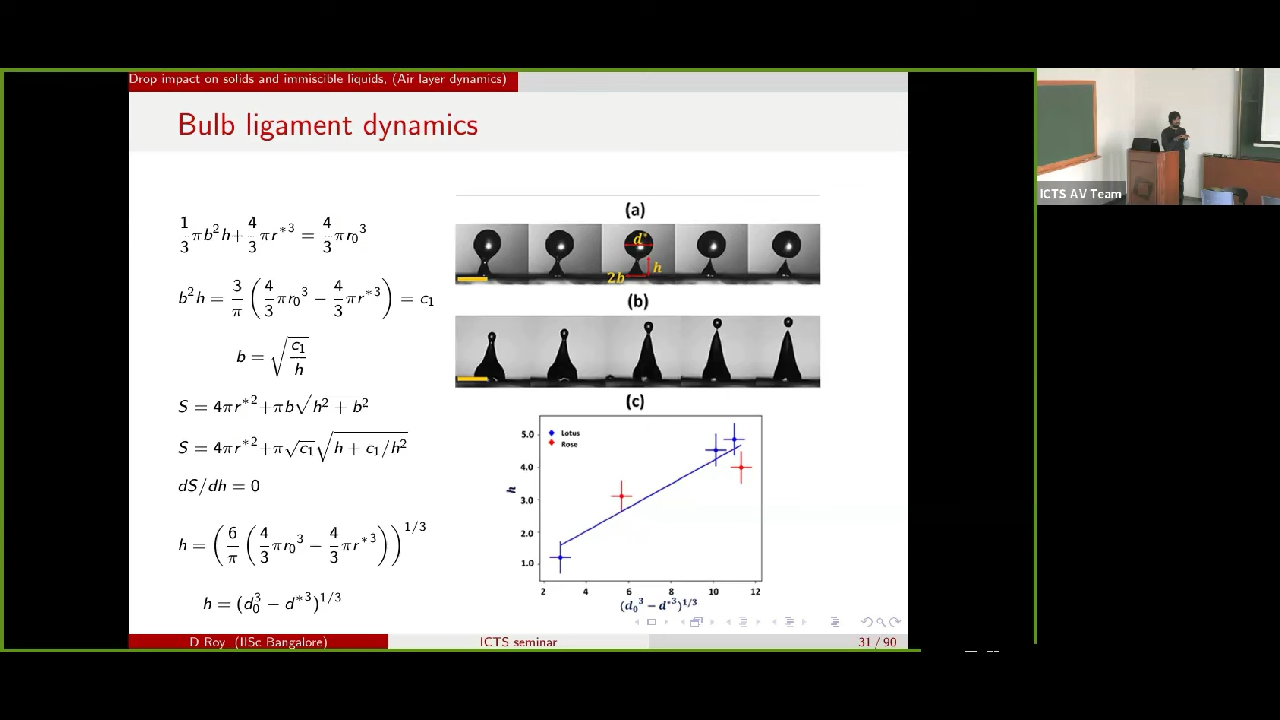 Drop impact on solids and immiscible liquids, (Air layer dynamics)
Bulb ligament dynamics
1/3 πb²h + 4/3 πr*³ = 4/3 πr₀³
b²h = 3/π (4/3 πr₀³ − 4/3 πr*³) = c₁
b = √(c₁/h)
S = 4πr*² + πb√(h² + b²)
S = 4πr*² + π√c₁√(h + c₁/h²)
dS/dh = 0
h = (6/π (4/3 πr₀³ − 4/3 πr*³))^1/3
h = (d₀³ − d*³)^1/3
(a)
d*
h
2b
(b)
(c)
Lotus
Rose
5.0
4.0
3.0
2.0
1.0
h
2 4 6 8 10 12
(d₀³ − d*³)^1/3
D Roy (IISc Bangalore) ICTS seminar 31 / 90
ICTS AV Team